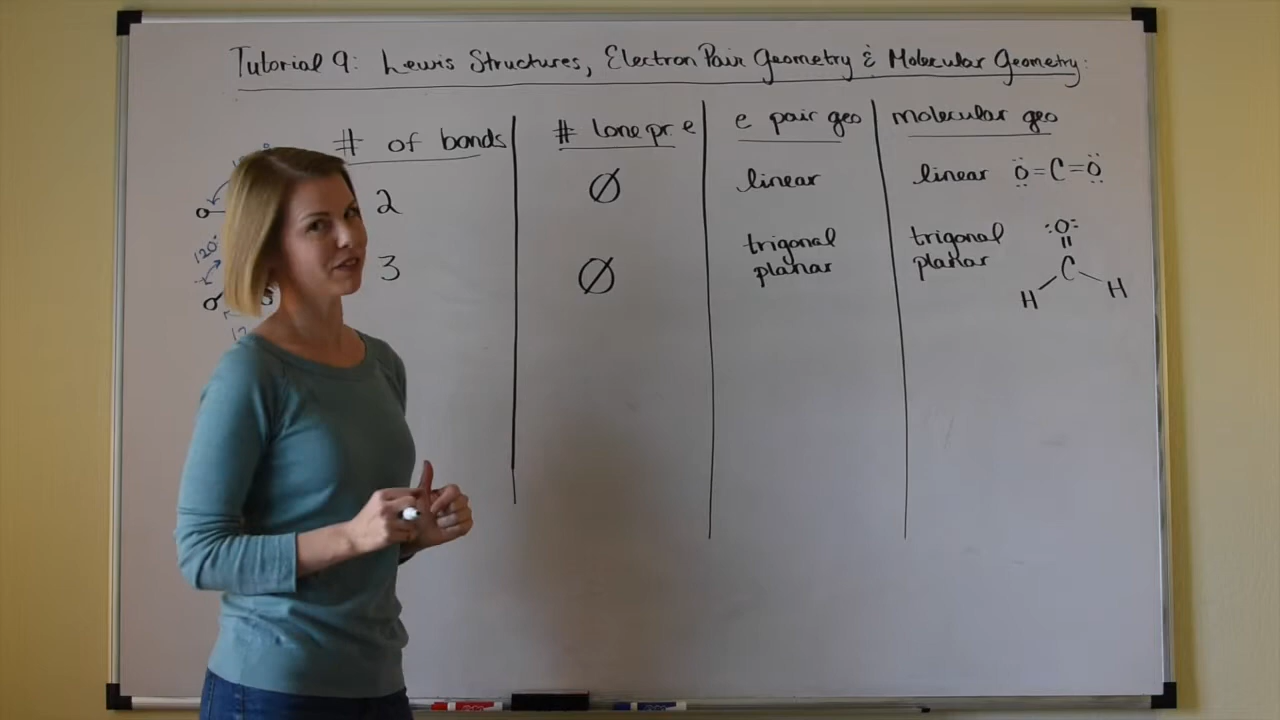 Tutorial 9: Lewis Structures, Electron Pair Geometry & Molecular Geometry:
# of bonds
# lone pr e
e pair geo
molecular geo
2
Ø
linear
linear
O=C=O
120°
3
Ø
trigonal
planar
trigonal
planar
:O:
C
H
H